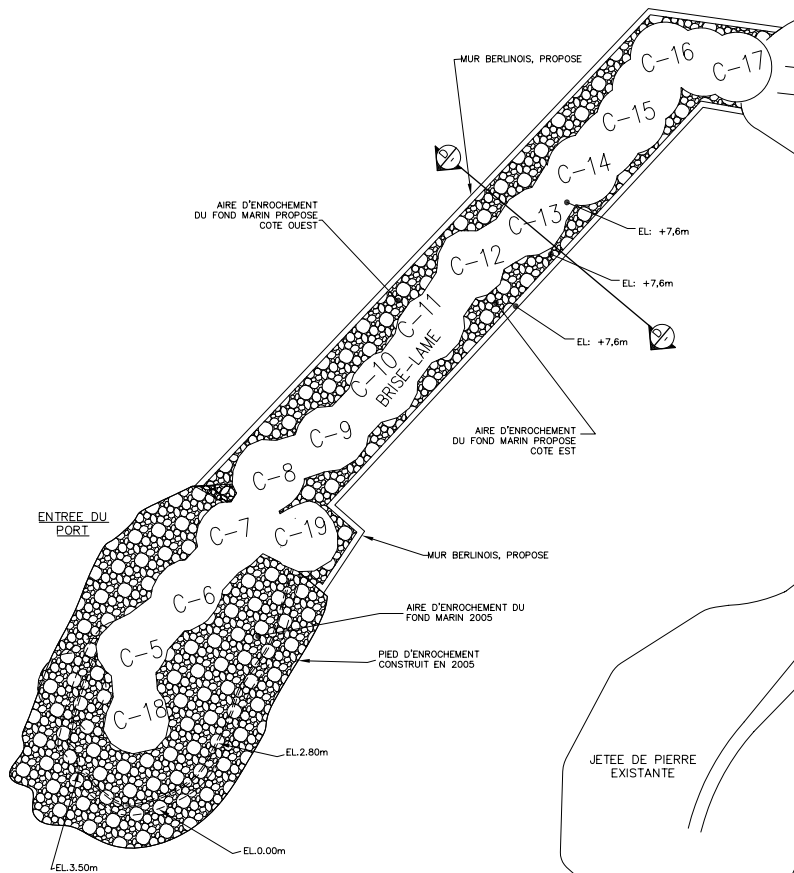 C-16
C-17
MUR BERLINOIS, PROPOSE
C-15
D
C-14
AIRE D'ENROCHEMENT
DU FOND MARIN PROPOSE
COTE OUEST
C-13
EL: +7,6m
C-12
EL: +7,6m
C-11
EL: +7,6m
D
C-10
BRISE-LAME
AIRE D'ENROCHEMENT
DU FOND MARIN PROPOSE
COTE EST
C-9
C-8
ENTREE DU
PORT
C-7
C-19
MUR BERLINOIS, PROPOSE
C-6
AIRE D'ENROCHEMENT DU
FOND MARIN 2005
C-5
PIED D'ENROCHEMENT
CONSTRUIT EN 2005
C-18
EL.2.80m
JETEE DE PIERRE
EXISTANTE
EL.0.00m
EL.3.50m